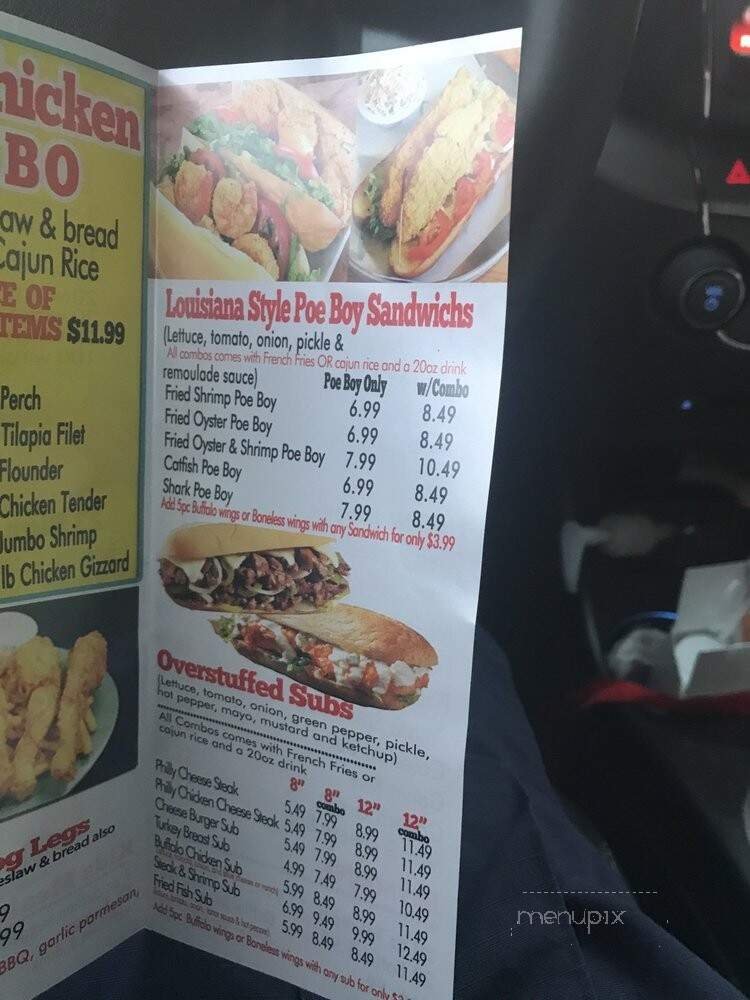 hicken
BO
aw & bread
Cajun Rice
E OF
TEMS $11.99
Perch
Tilapia Filet
Flounder
Chicken Tender
Jumbo Shrimp
lb Chicken Gizzard
og Legs
eslaw & bread also
9
99
BBQ, garlic parmesan,
Louisiana Style Poe Boy Sandwichs
(Lettuce, tomato, onion, pickle &
All combos comes with French Fries OR cajun rice and a 20oz drink
remoulade sauce) Poe Boy Only w/Combo
Fried Shrimp Poe Boy 6.99 8.49
Fried Oyster Poe Boy 6.99 8.49
Fried Oyster & Shrimp Poe Boy 7.99 10.49
Catfish Poe Boy 6.99 8.49
Shark Poe Boy 7.99 8.49
Add 5pc Buffalo wings or Boneless wings with any Sandwich for only $3.99
Overstuffed Subs
(Lettuce, tomato, onion, green pepper, pickle,
hot pepper, mayo, mustard and ketchup)
All Combos comes with French Fries or
cajun rice and a 20oz drink
8" 8" combo 12" 12" combo
Philly Cheese Steak 5.49 7.99 8.99 11.49
Philly Chicken Cheese Steak 5.49 7.99 8.99 11.49
Cheese Burger Sub 5.49 7.99 8.99 11.49
Turkey Breast Sub 4.99 7.49 7.99 10.49
Buffalo Chicken Sub 5.99 8.49 8.99 11.49
Steak & Shrimp Sub 6.99 9.49 9.99 12.49
Fried Fish Sub 5.99 8.49 8.49 11.49
Add 5pc Buffalo wings or Boneless wings with any sub for only
menupix